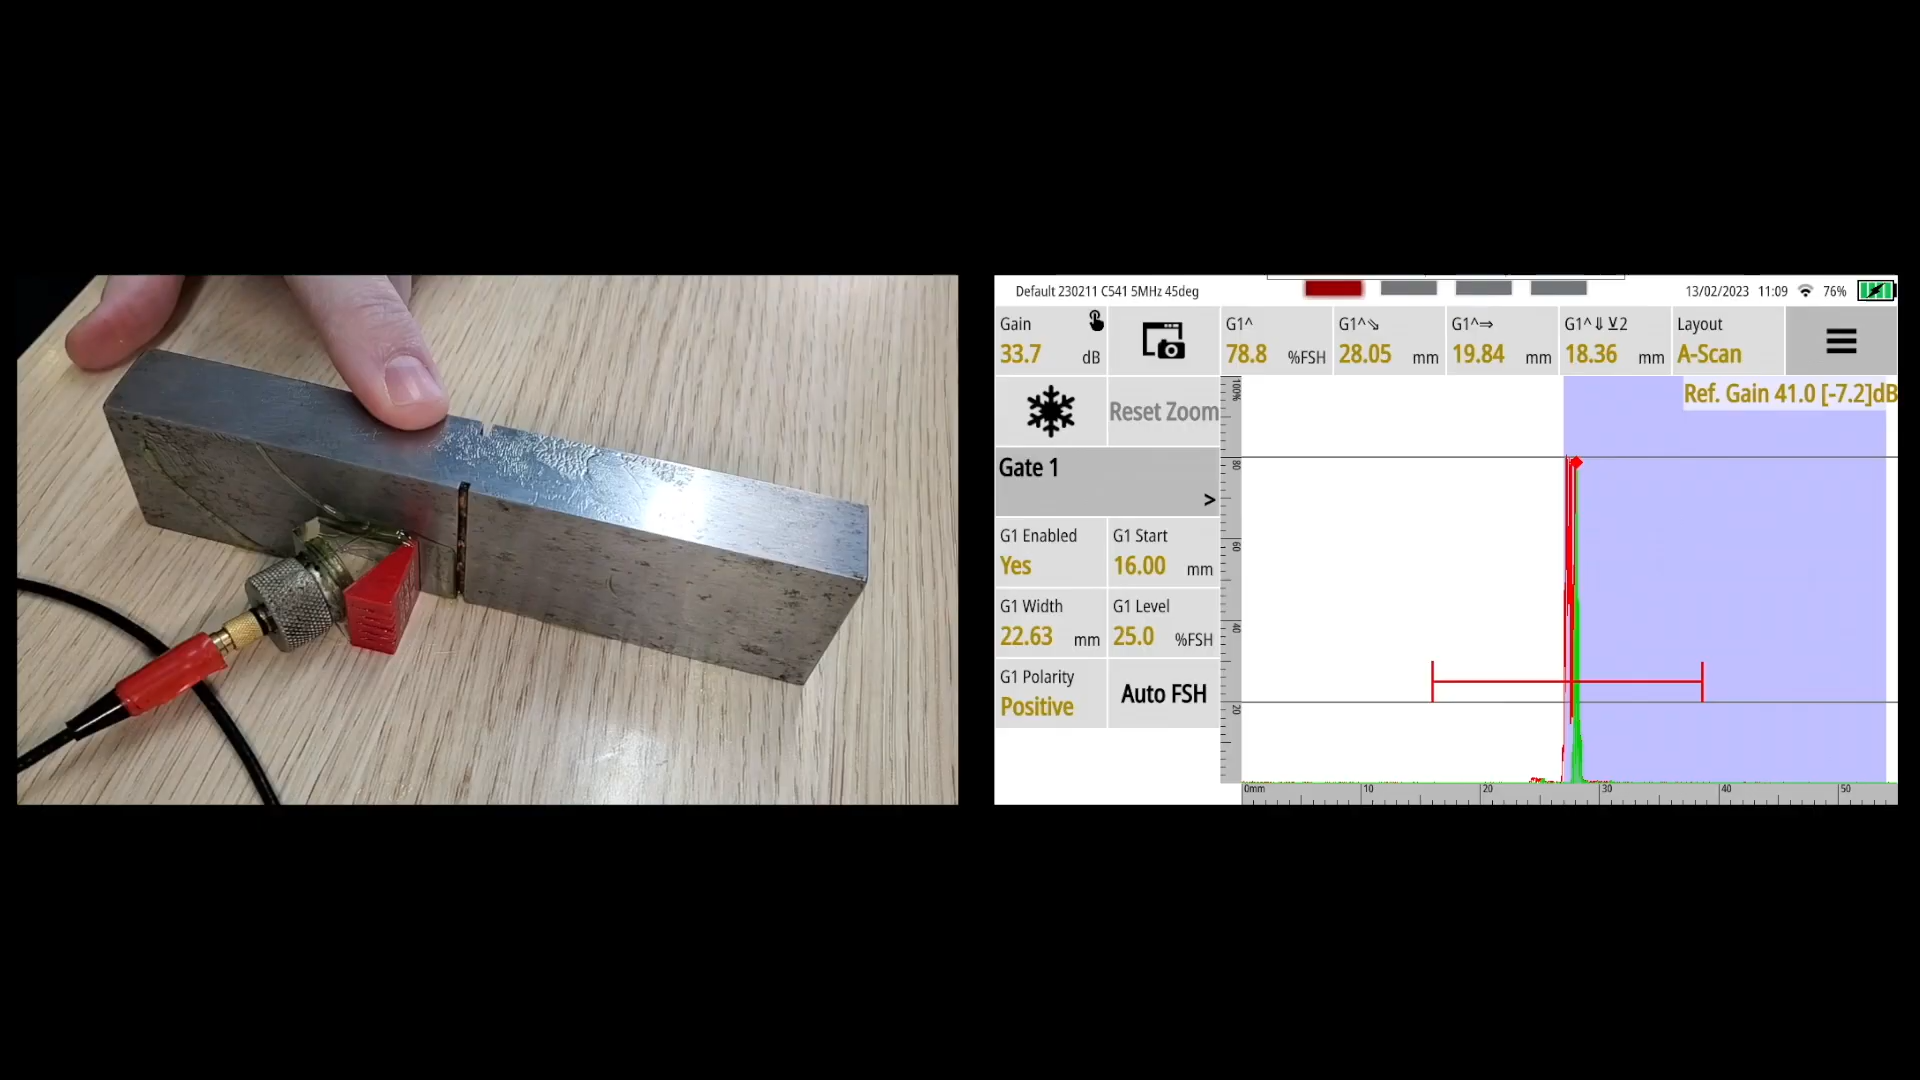 Default 230211 C541 5MHz 45deg
13/02/2023 11:09 76%
Gain
33.7 dB
G1^
78.8 %FSH
G1^⇘
28.05 mm
G1^⇒
19.84 mm
G1^⇓⊻2
18.36 mm
Layout
A-Scan
Reset Zoom
Ref. Gain 41.0 [-7.2]dB
Gate 1
>
G1 Enabled
Yes
G1 Start
16.00 mm
G1 Width
22.63 mm
G1 Level
25.0 %FSH
G1 Polarity
Positive
Auto FSH
100%
80
60
40
20
0mm 10 20 30 40 50